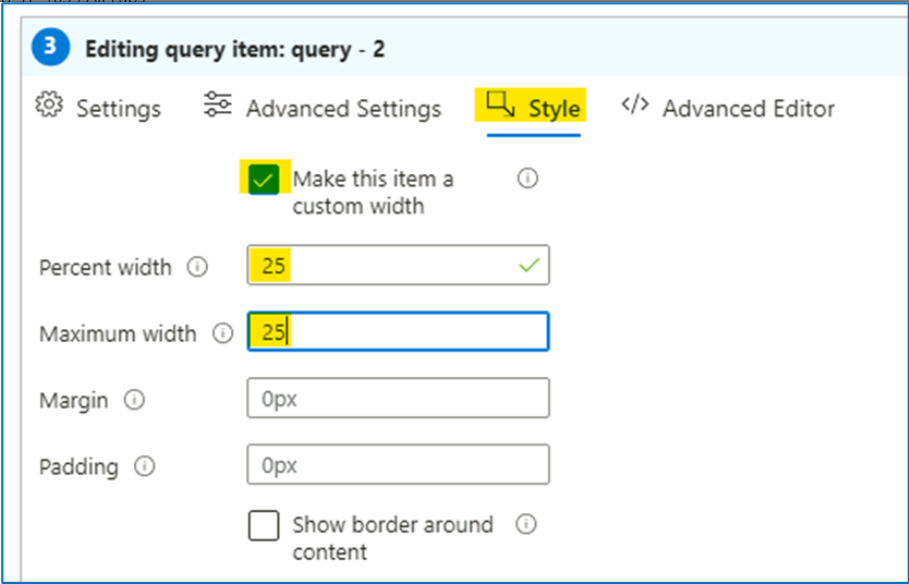 3 Editing query item: query - 2
Settings Advanced Settings Style </> Advanced Editor
Make this item a
custom width
Percent width 25
Maximum width 25
Margin 0px
Padding 0px
Show border around
content